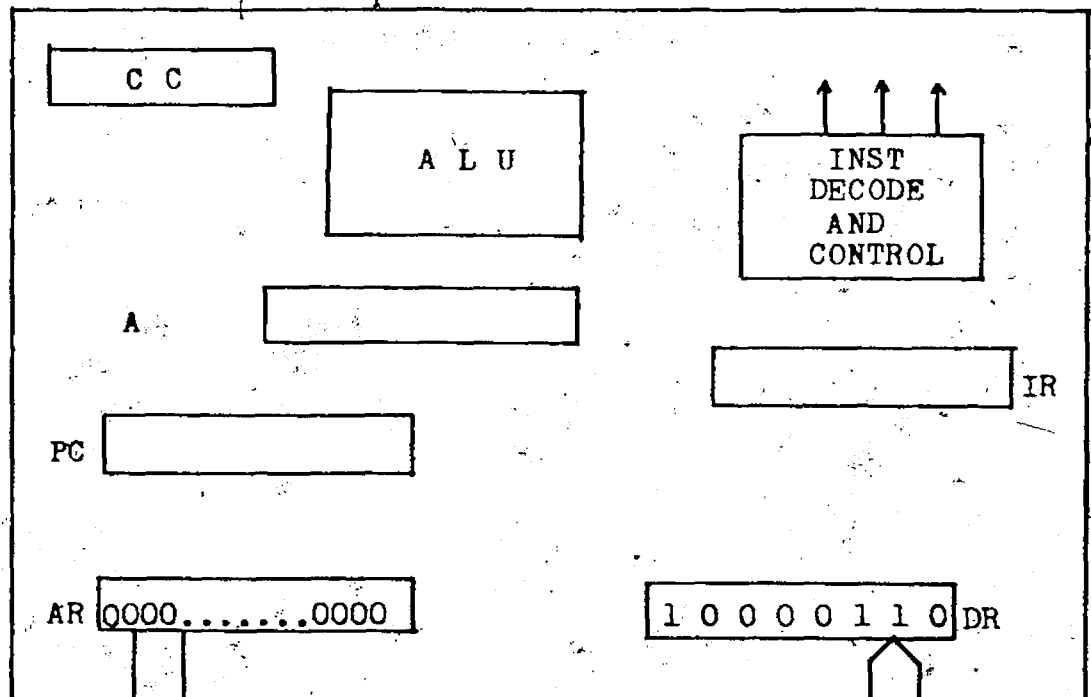 C C
A L U
INST
DECODE
AND
CONTROL
A
IR
PC
AR 0000.......0000
1 0 0 0 0 1 1 0 DR